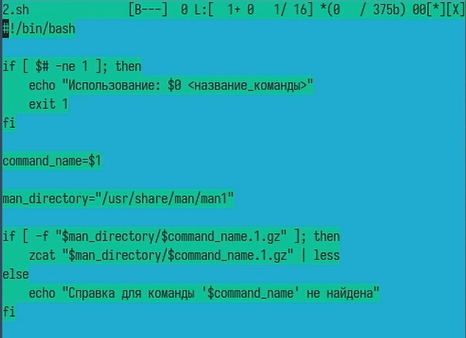 2.sh [B---] 0 L:[ 1+ 0 1/ 16] *(0 / 375b) 00[*][X]
#!/bin/bash
if [ $# -ne 1 ]; then
echo "Использование: $0 <название_команды>"
exit 1
fi
command_name=$1
man_directory="/usr/share/man/man1"
if [ -f "$man_directory/$command_name.1.gz" ]; then
zcat "$man_directory/$command_name.1.gz" | less
else
echo "Справка для команды '$command_name' не найдена"
fi